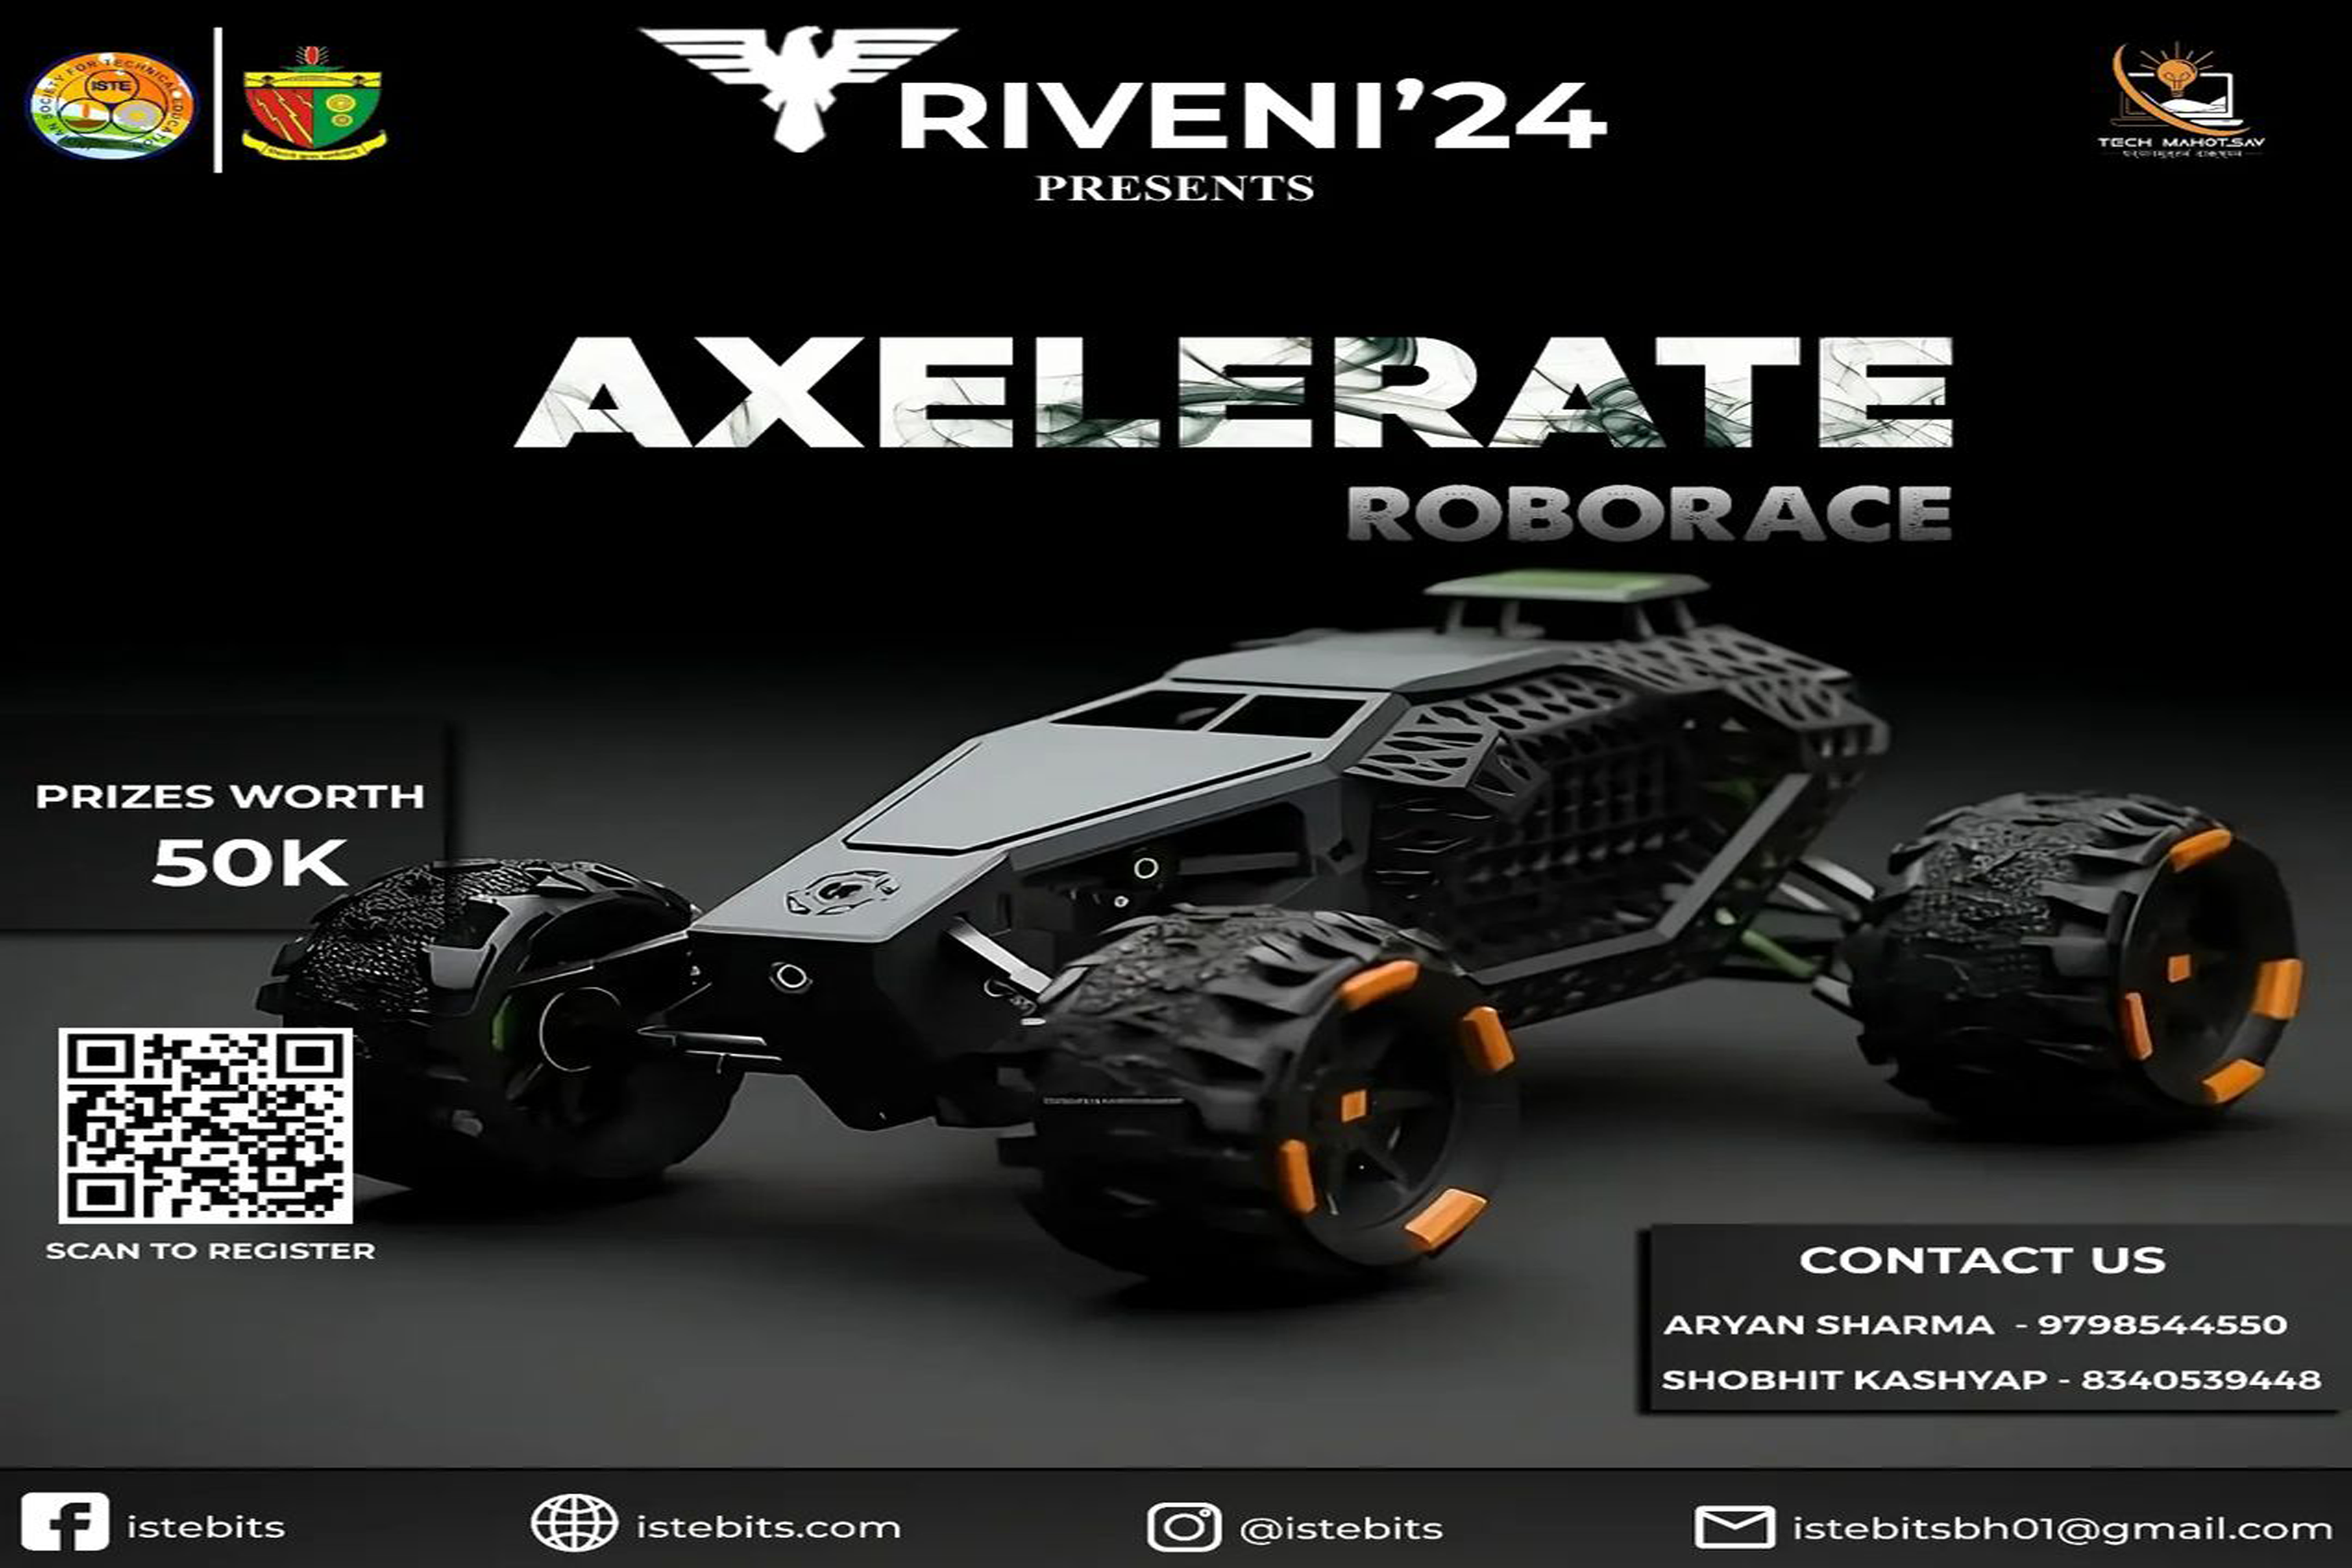 ISTE
RIVENI'24
TECH MAHOTSAV
PRESENTS
AXELERATE
ROBORACE
PRIZES WORTH
50K
SCAN TO REGISTER
CONTACT US
ARYAN SHARMA - 9798544550
SHOBHIT KASHYAP - 8340539448
istebits
istebits.com
@istebits
istebitsbh01@gmail.com